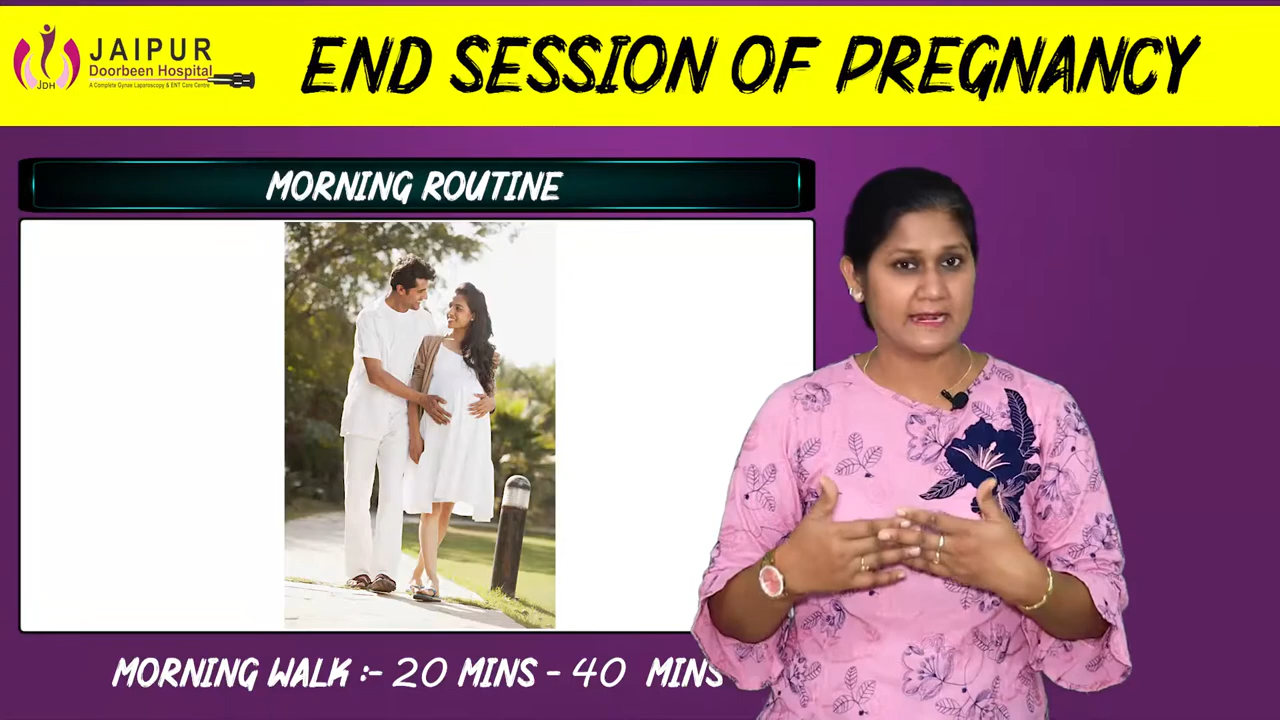 JAIPUR
Doorbeen Hospital
A Complete Gynae Laparoscopy & ENT Care Centre
JDH
END SESSION OF PREGNANCY
MORNING ROUTINE
MORNING WALK :- 20 MINS - 40 MINS